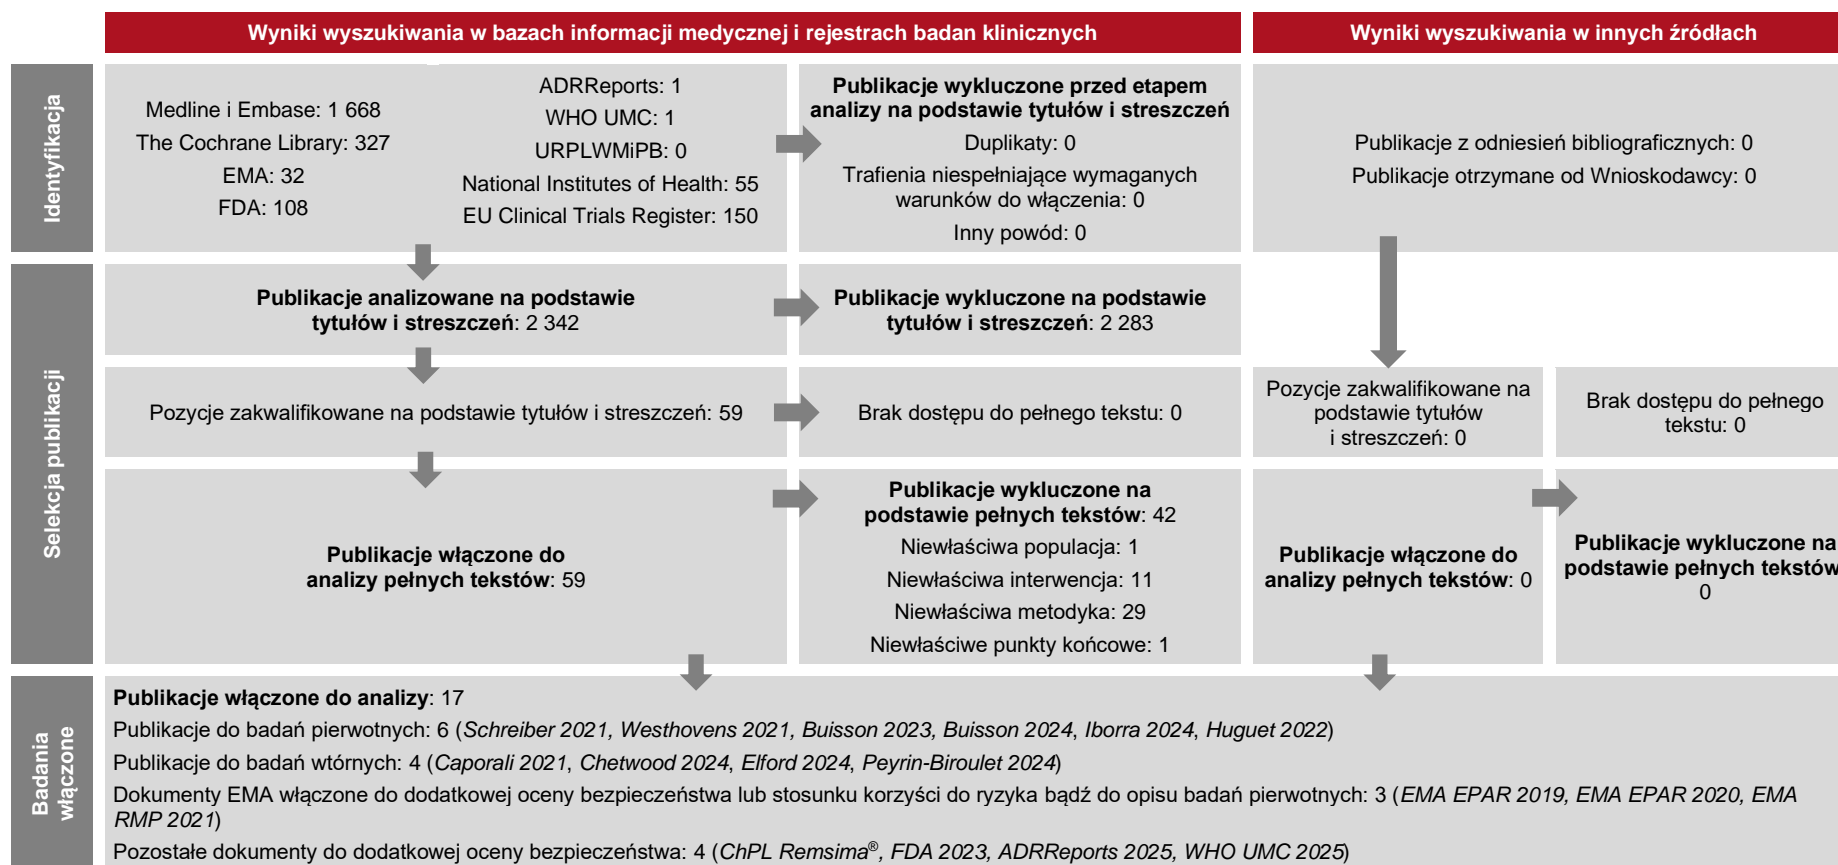 Wyniki wyszukiwania w bazach informacji medycznej i rejestrach badan klinicznych
Wyniki wyszukiwania w innych źródłach
Identyfikacja
Medline i Embase: 1 668
The Cochrane Library: 327
EMA: 32
FDA: 108
ADRReports: 1
WHO UMC: 1
URPLWMiPB: 0
National Institutes of Health: 55
EU Clinical Trials Register: 150
Publikacje wykluczone przed etapem
analizy na podstawie tytułów i streszczeń
Duplikaty: 0
Trafienia niespełniające wymaganych
warunków do włączenia: 0
Inny powód: 0
Publikacje z odniesień bibliograficznych: 0
Publikacje otrzymane od Wnioskodawcy: 0
Selekcja publikacji
Publikacje analizowane na podstawie
tytułów i streszczeń: 2 342
Publikacje wykluczone na podstawie
tytułów i streszczeń: 2 283
Pozycje zakwalifikowane na podstawie tytułów i streszczeń: 59
Brak dostępu do pełnego tekstu: 0
Pozycje zakwalifikowane na
podstawie tytułów
i streszczeń: 0
Brak dostępu do pełnego
tekstu: 0
Publikacje włączone do
analizy pełnych tekstów: 59
Publikacje wykluczone na
podstawie pełnych tekstów: 42
Niewłaściwa populacja: 1
Niewłaściwa interwencja: 11
Niewłaściwa metodyka: 29
Niewłaściwe punkty końcowe: 1
Publikacje włączone do
analizy pełnych tekstów: 0
Publikacje wykluczone na
podstawie pełnych tekstów
0
Badania
włączone
Publikacje włączone do analizy: 17
Publikacje do badań pierwotnych: 6 (Schreiber 2021, Westhovens 2021, Buisson 2023, Buisson 2024, Iborra 2024, Huguet 2022)
Publikacje do badań wtórnych: 4 (Caporali 2021, Chetwood 2024, Elford 2024, Peyrin-Biroulet 2024)
Dokumenty EMA włączone do dodatkowej oceny bezpieczeństwa lub stosunku korzyści do ryzyka bądź do opisu badań pierwotnych: 3 (EMA EPAR 2019, EMA EPAR 2020, EMA
RMP 2021)
Pozostałe dokumenty do dodatkowej oceny bezpieczeństwa: 4 (ChPL Remsima®, FDA 2023, ADRReports 2025, WHO UMC 2025)